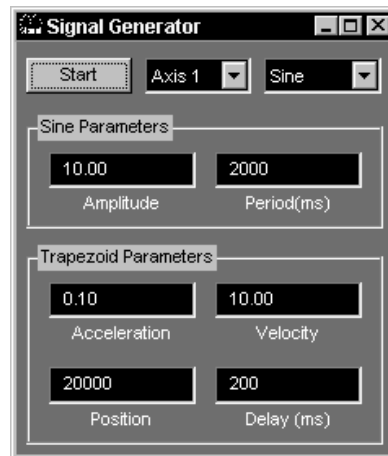 Signal Generator
Start Axis 1 Sine
Sine Parameters
10.00 2000
Amplitude Period(ms)
Trapezoid Parameters
0.10 10.00
Acceleration Velocity
20000 200
Position Delay (ms)